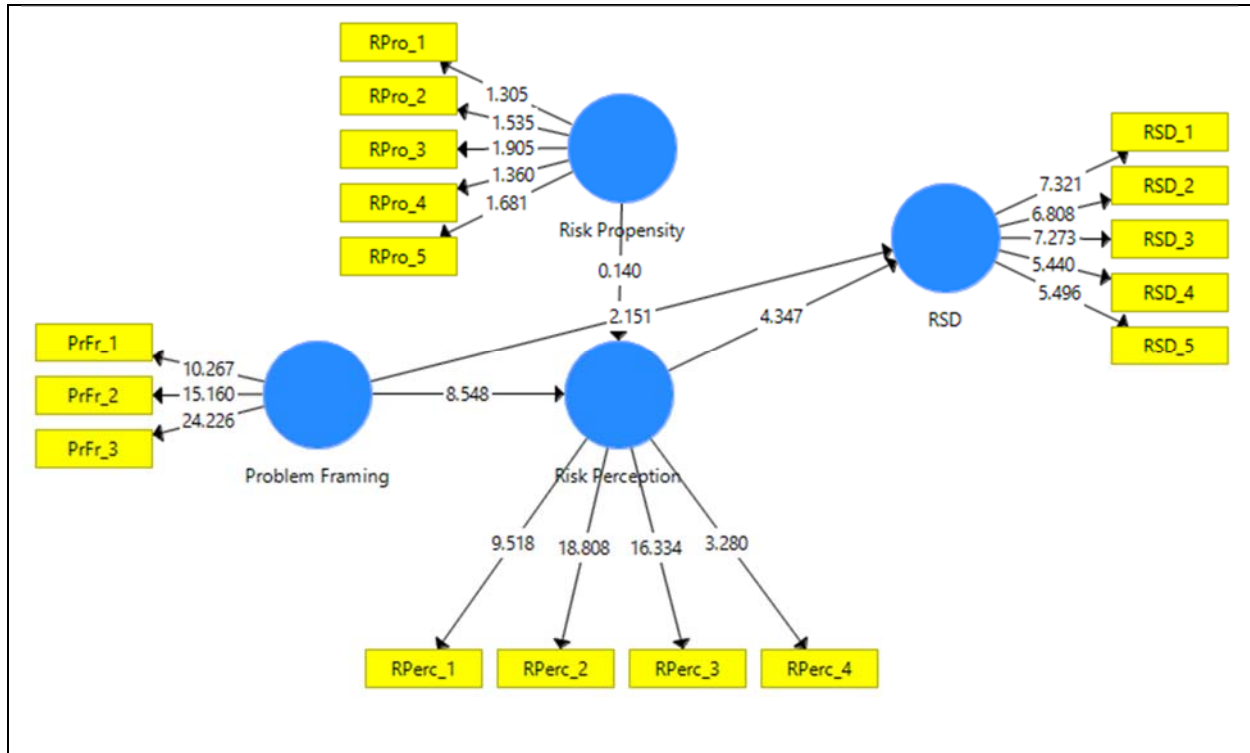 RPro_1
RPro_2
RPro_3
RPro_4
RPro_5
1.305
1.535
1.905
1.360
1.681
Risk Propensity
0.140
RSD_1
RSD_2
RSD_3
RSD_4
RSD_5
7.321
6.808
7.273
5.440
5.496
RSD
2.151
4.347
PrFr_1
PrFr_2
PrFr_3
10.267
15.160
24.226
Problem Framing
8.548
Risk Perception
9.518
18.808
16.334
3.280
RPerc_1
RPerc_2
RPerc_3
RPerc_4